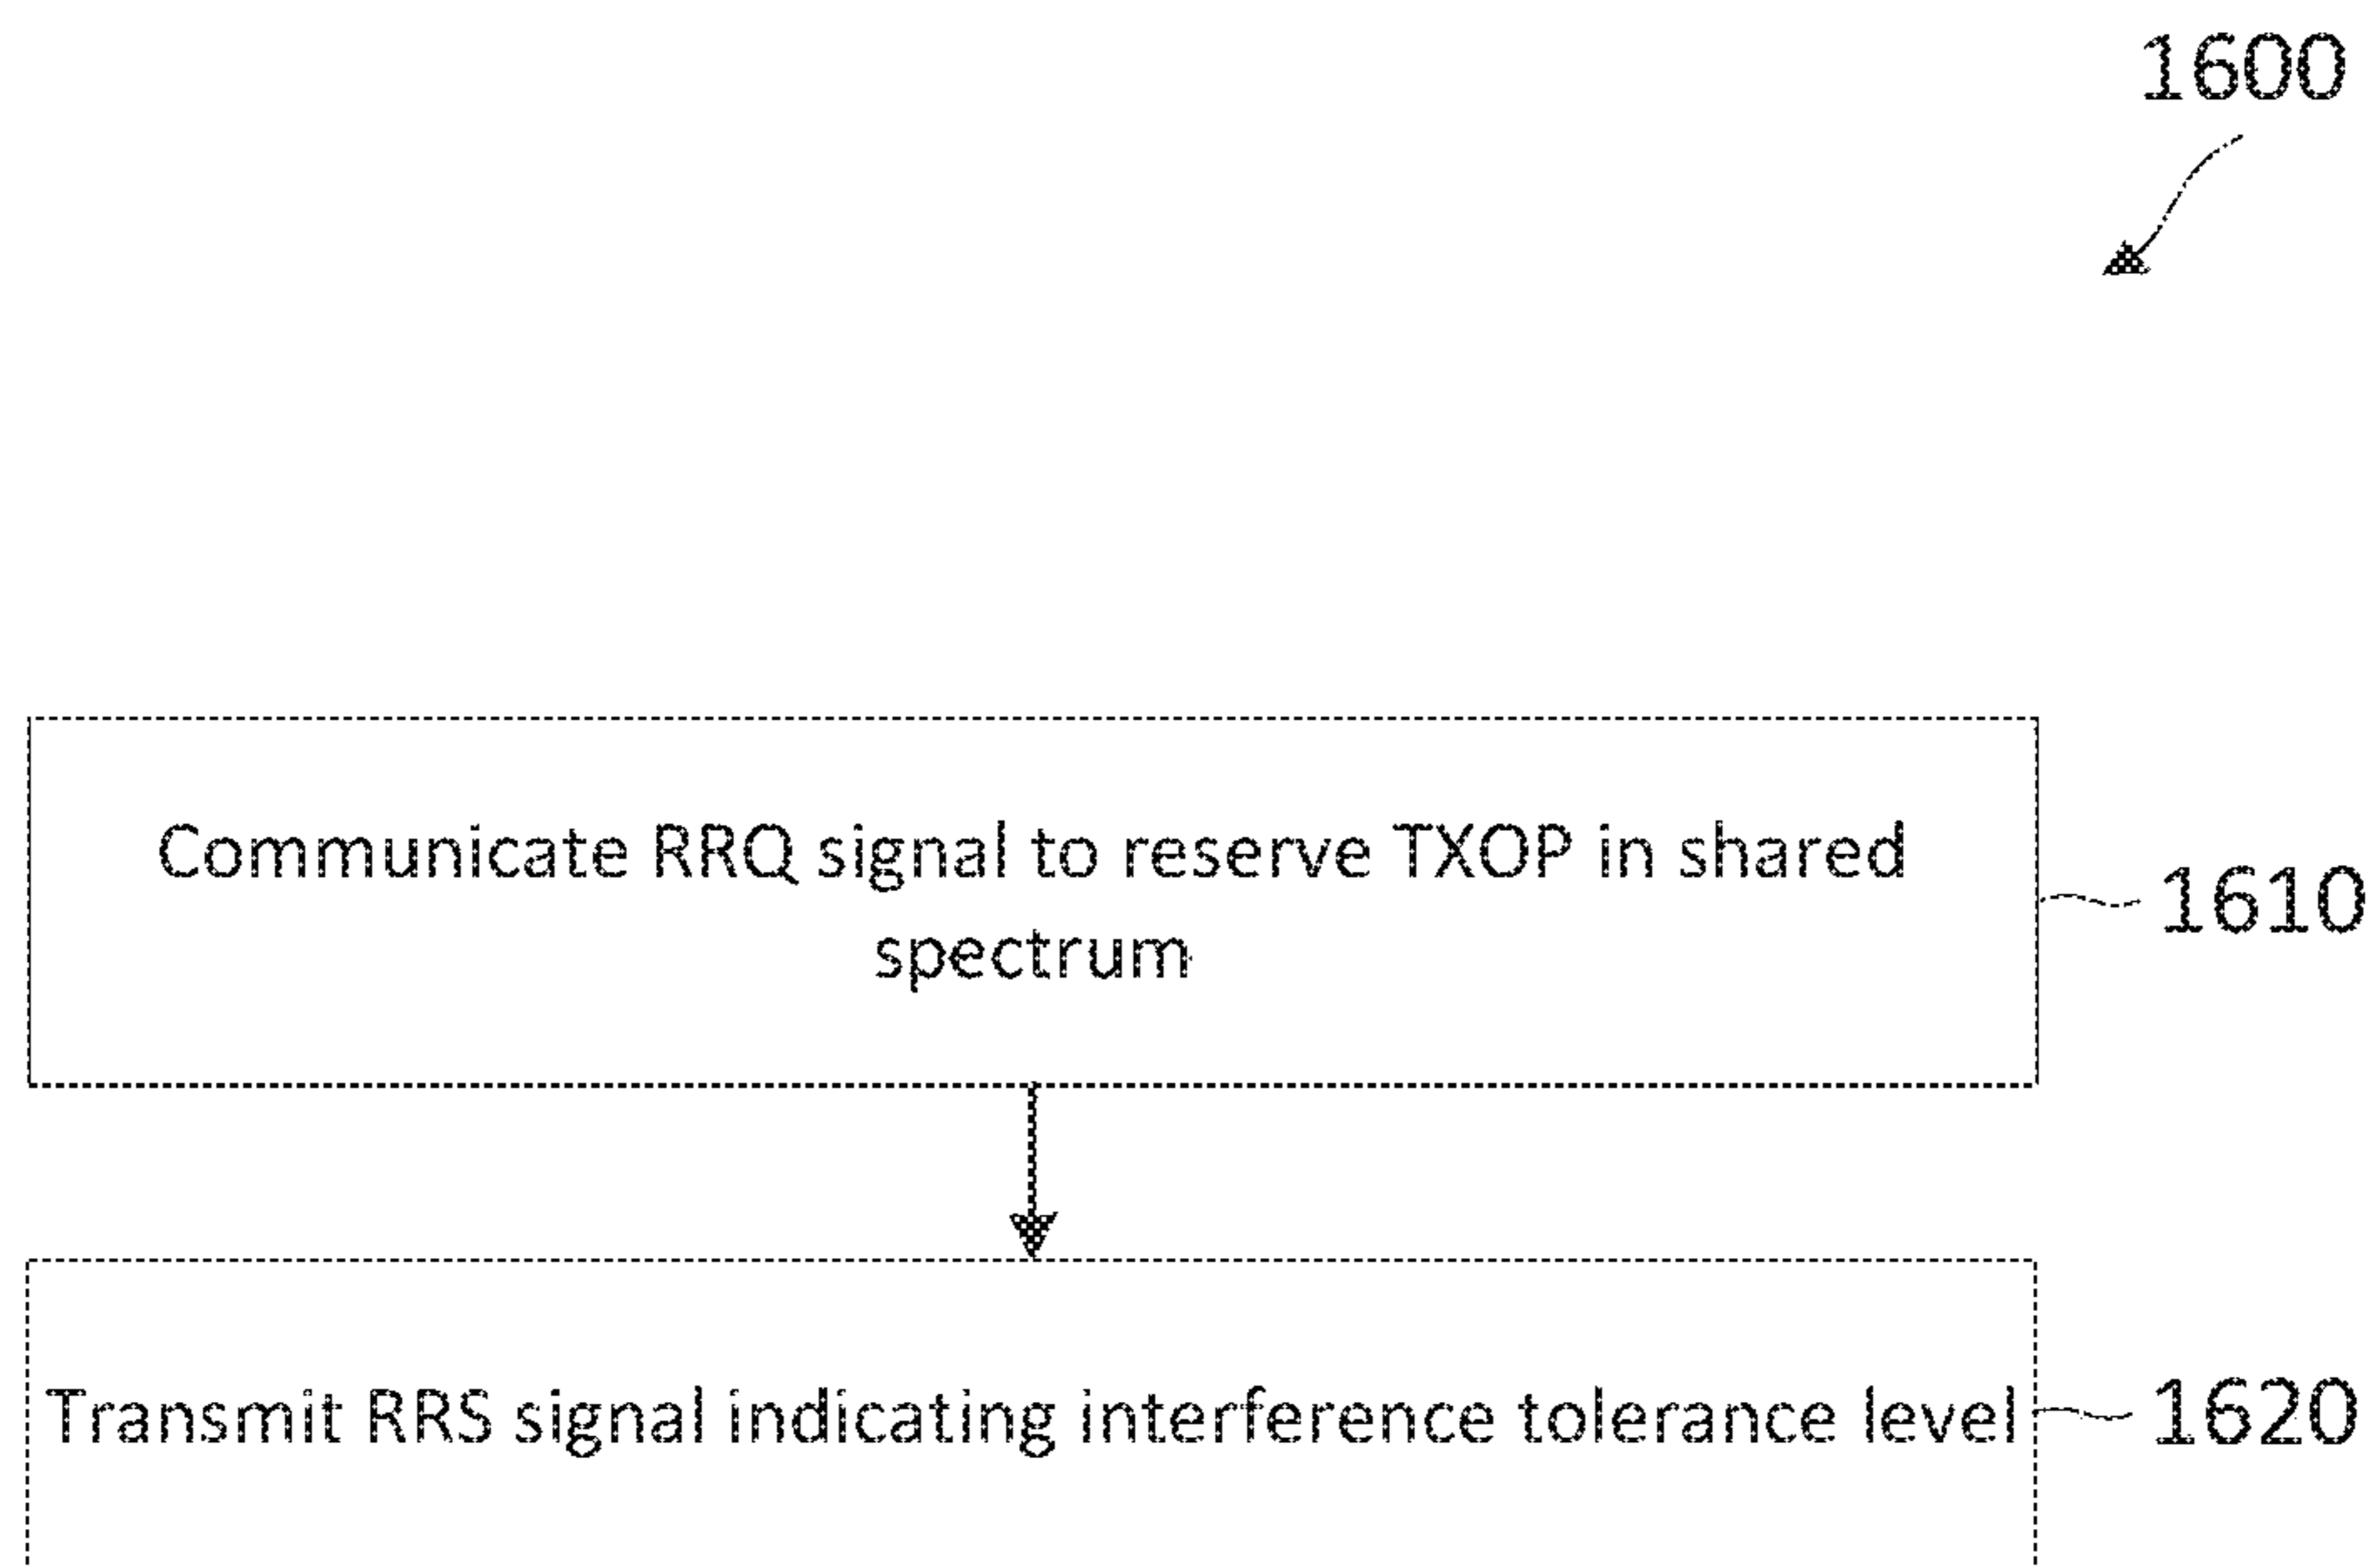 1600
Communicate RRQ signal to reserve TXOP in shared
spectrum
1610
Transmit RRS signal indicating interference tolerance level
1620